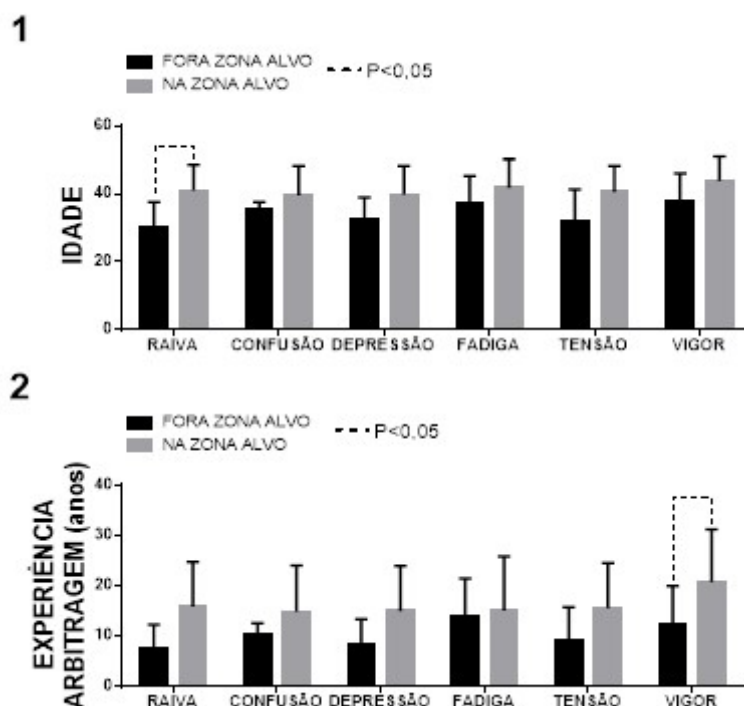 1
FORA ZONA ALVO
NA ZONA ALVO
P<0,05
60
40
20
0
IDADE
RAIVA CONFUSÃO DEPRESSÃO FADIGA TENSÃO VIGOR
2
FORA ZONA ALVO
NA ZONA ALVO
P<0,05
40
30
20
10
0
EXPERIÊNCIA
ARBITRAGEM (anos)
RAIVA CONFUSÃO DEPRESSÃO FADIGA TENSÃO VIGOR